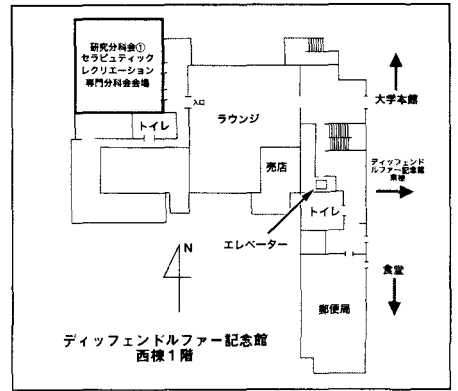 研究分科会①
セラピュティック
レクリエーション
専門分科会会場
トイレ
入口
ラウンジ
売店
大学本館
ディッフェンド
ルファー記念館
東棟
トイレ
エレベーター
N
食堂
郵便局
ディッフェンドルファー記念館
西棟1階